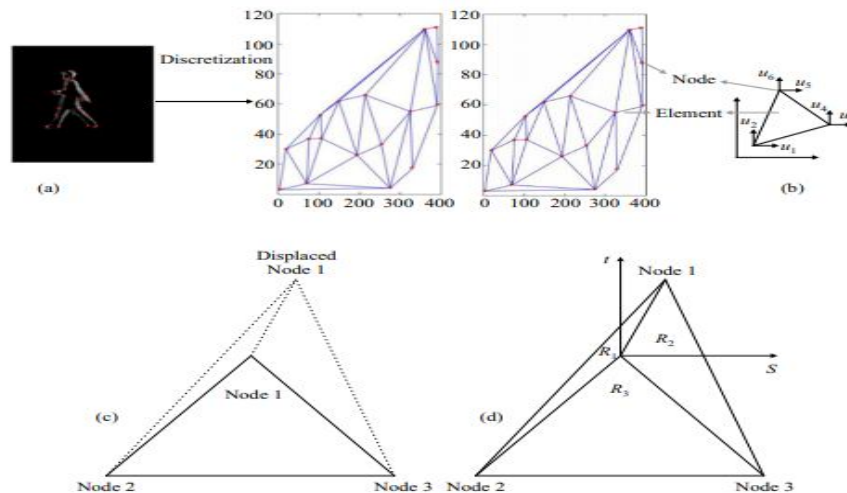 Discretization
120
100
80
60
40
20
0 100 200 300 400
120
100
80
60
40
20
0 100 200 300 400
Node
Element
u6
u5
u4
u
u2
u1
(a)
(b)
Displaced
Node 1
Node 1
(c)
Node 2
Node 3
t
Node 1
R2
S
R3
(d)
Node 2
Node 3